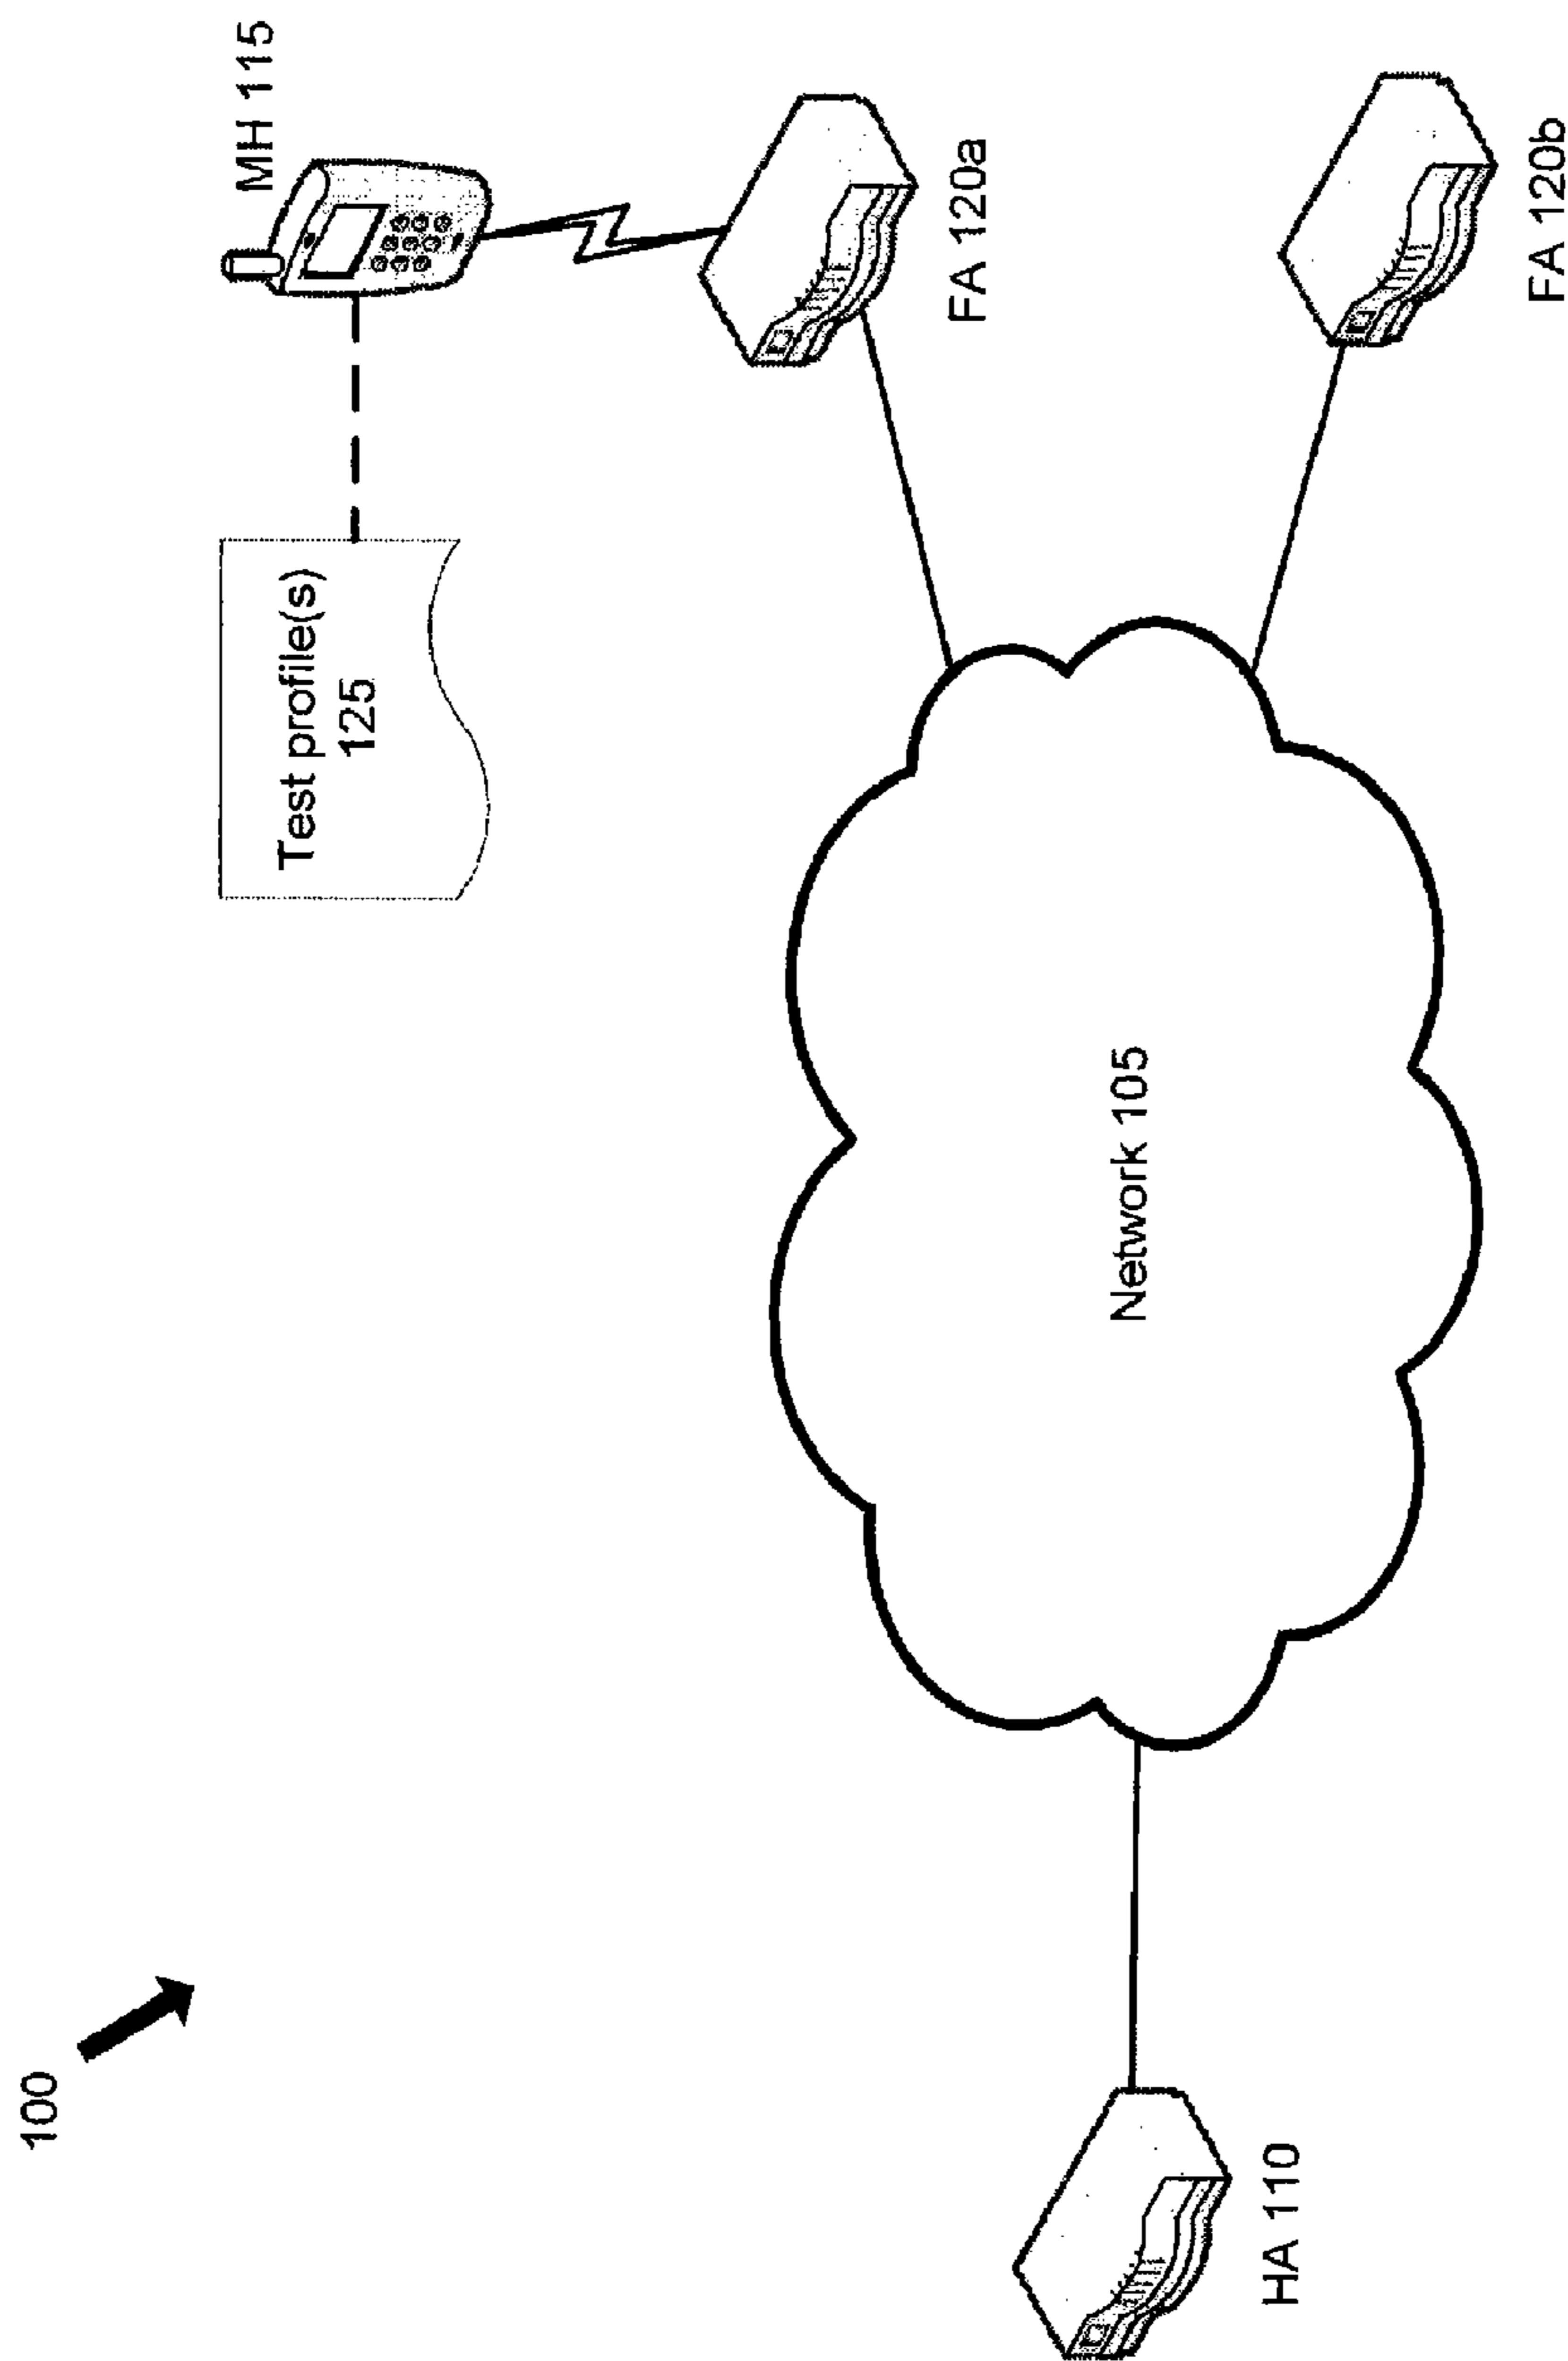 100
MH 115
Test profile(s)
125
FA 120a
Network 105
HA 110
FA 120b